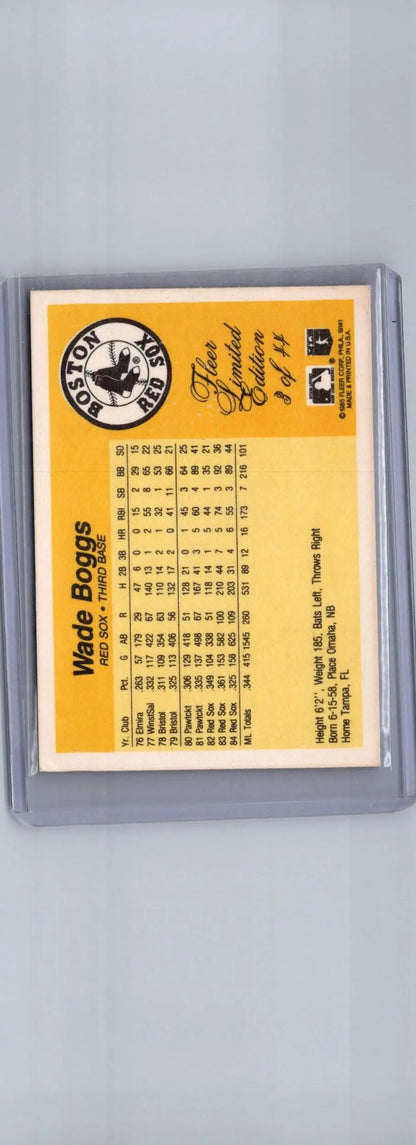 Wade Boggs
RED SOX • THIRD BASE
BOSTON
RED SOX
Yr. Club Pct. G AB R H 2B 3B HR RBI SB BB SO
76 Elmira .263 57 179 29 47 6 0 0 15 2 29 15
77 WinstSal .332 117 422 67 140 13 1 2 55 8 65 22
78 Bristol .311 109 354 63 110 14 2 1 32 1 53 25
79 Bristol .325 113 406 56 132 17 2 0 41 11 66 21
80 Pawtckt .306 129 418 51 128 21 0 1 45 3 64 25
81 Pawtckt .335 137 498 67 167 41 3 5 60 4 89 41
82 Red Sox .349 104 338 51 118 14 1 5 44 1 35 21
83 Red Sox .361 153 582 100 210 44 7 5 74 3 92 36
84 Red Sox .325 158 625 109 203 31 4 6 55 3 89 44
ML Totals .344 415 1545 260 531 89 12 16 173 7 216 101
Fleer
Limited
Edition
3 of 44
Height 6'2", Weight 185, Bats Left, Throws Right
Born 6-15-58, Place Omaha, NB
Home Tampa, FL
©1985 FLEER CORP., PHILA., 19141
MADE & PRINTED IN U.S.A.